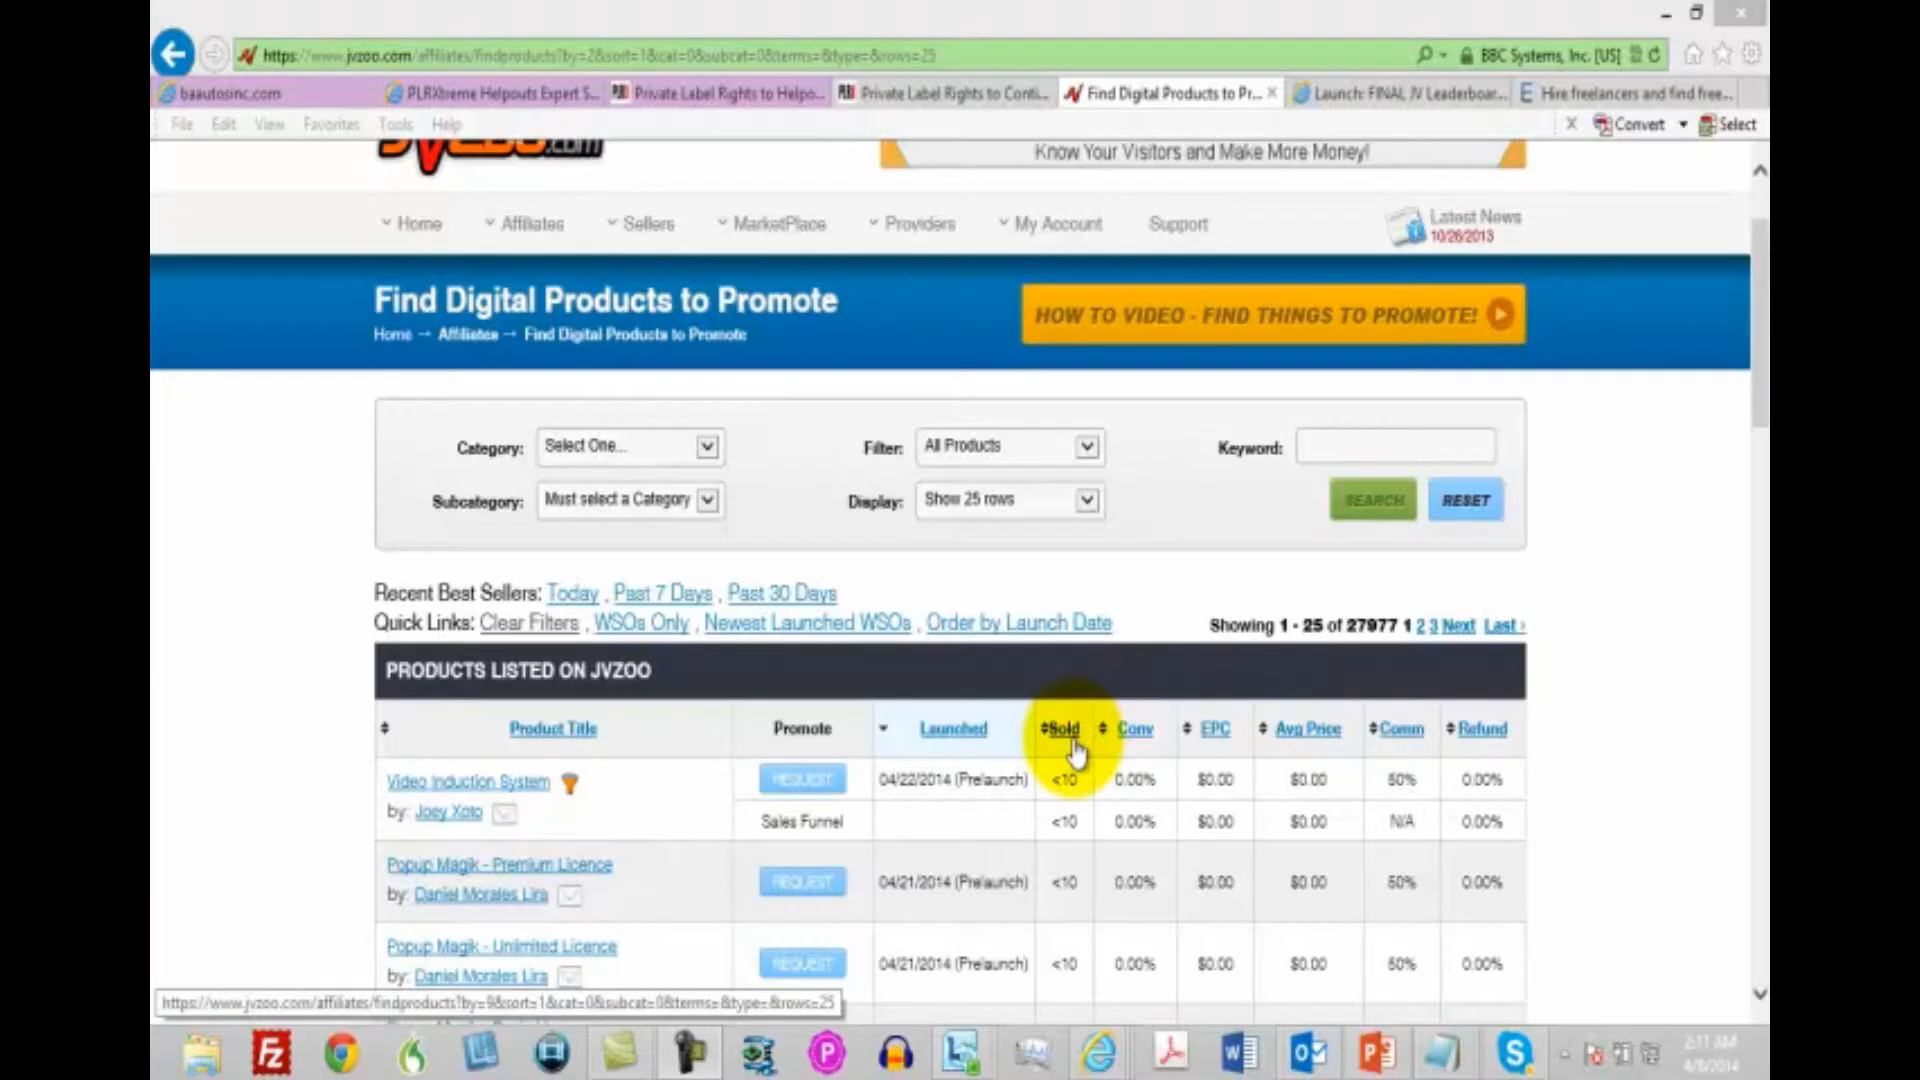 https://www.jvzoo.com/affiliates/findproducts?by=2&sort=1&cat=0&subcat=0&terms=&type=&rows=25
BBC Systems, Inc. [US]
baautosinc.com
PLRXtreme Helpouts Expert S...
Private Label Rights to Helpo...
Private Label Rights to Conti...
Find Digital Products to Pr...
Launch: FINAL JV Leaderboar...
Hire freelancers and find free...
File Edit View Favorites Tools Help
X Convert Select
JVZOO.com
Know Your Visitors and Make More Money!
Home Affiliates Sellers MarketPlace Providers My Account Support
Latest News
10/26/2013
Find Digital Products to Promote
HOW TO VIDEO - FIND THINGS TO PROMOTE!
Home → Affiliates → Find Digital Products to Promote
Category: Select One... Filter: All Products Keyword:
Subcategory: Must select a Category Display: Show 25 rows SEARCH RESET
Recent Best Sellers: Today , Past 7 Days , Past 30 Days
Quick Links: Clear Filters , WSOs Only , Newest Launched WSOs , Order by Launch Date
Showing 1 - 25 of 27977 1 2 3 Next Last ›
PRODUCTS LISTED ON JVZOO
Product Title Promote Launched Sold Conv EPC Avg Price Comm Refund
Video Induction System REQUEST 04/22/2014 (Prelaunch) <10 0.00% $0.00 $0.00 50% 0.00%
by: Joey Xoto
Sales Funnel <10 0.00% $0.00 $0.00 N/A 0.00%
Popup Magik - Premium Licence
by: Daniel Morales Lira
REQUEST 04/21/2014 (Prelaunch) <10 0.00% $0.00 $0.00 50% 0.00%
Popup Magik - Unlimited Licence
by: Daniel Morales Lira
REQUEST 04/21/2014 (Prelaunch) <10 0.00% $0.00 $0.00 50% 0.00%
https://www.jvzoo.com/affiliates/findproducts?by=9&sort=1&cat=0&subcat=0&terms=&type=&rows=25
2:11 AM
4/8/2014